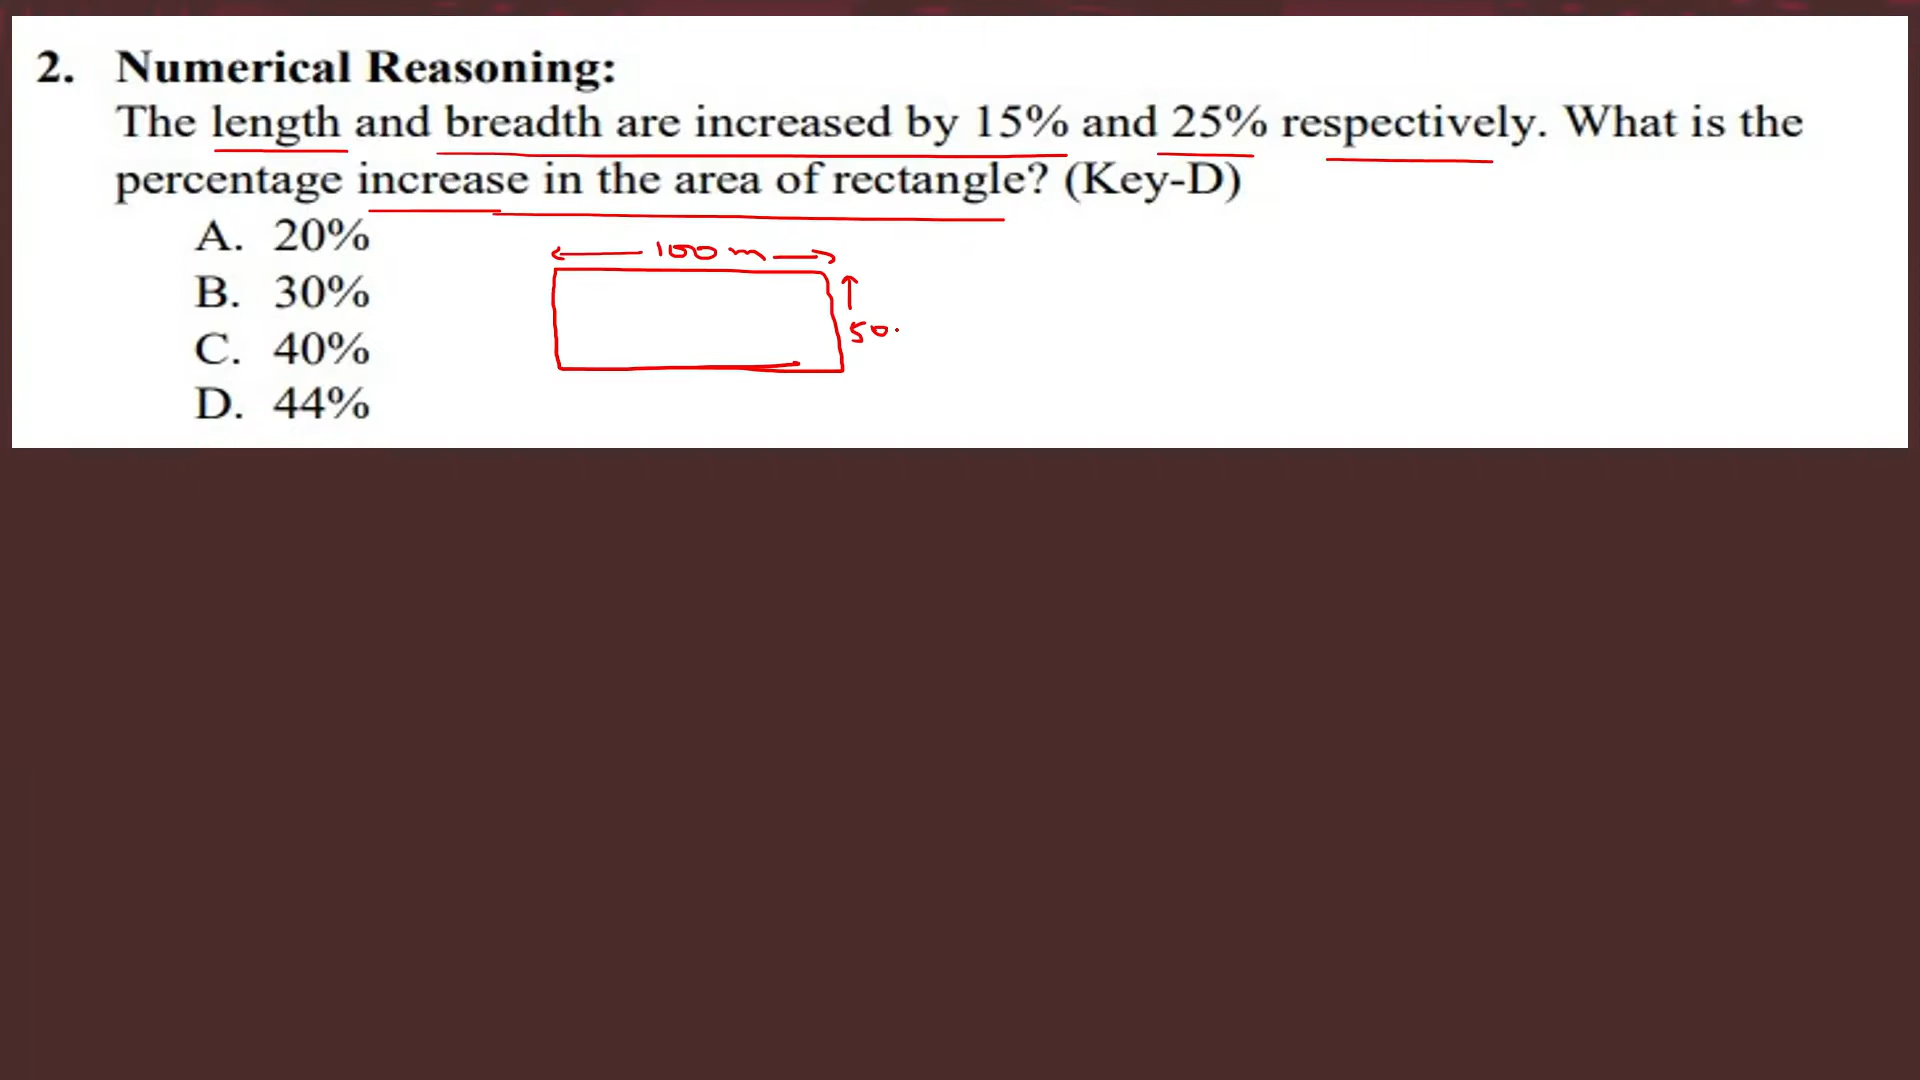 2. Numerical Reasoning:
The length and breadth are increased by 15% and 25% respectively. What is the
percentage increase in the area of rectangle? (Key-D)
A. 20%
100 m
B. 30%
50.
C. 40%
D. 44%